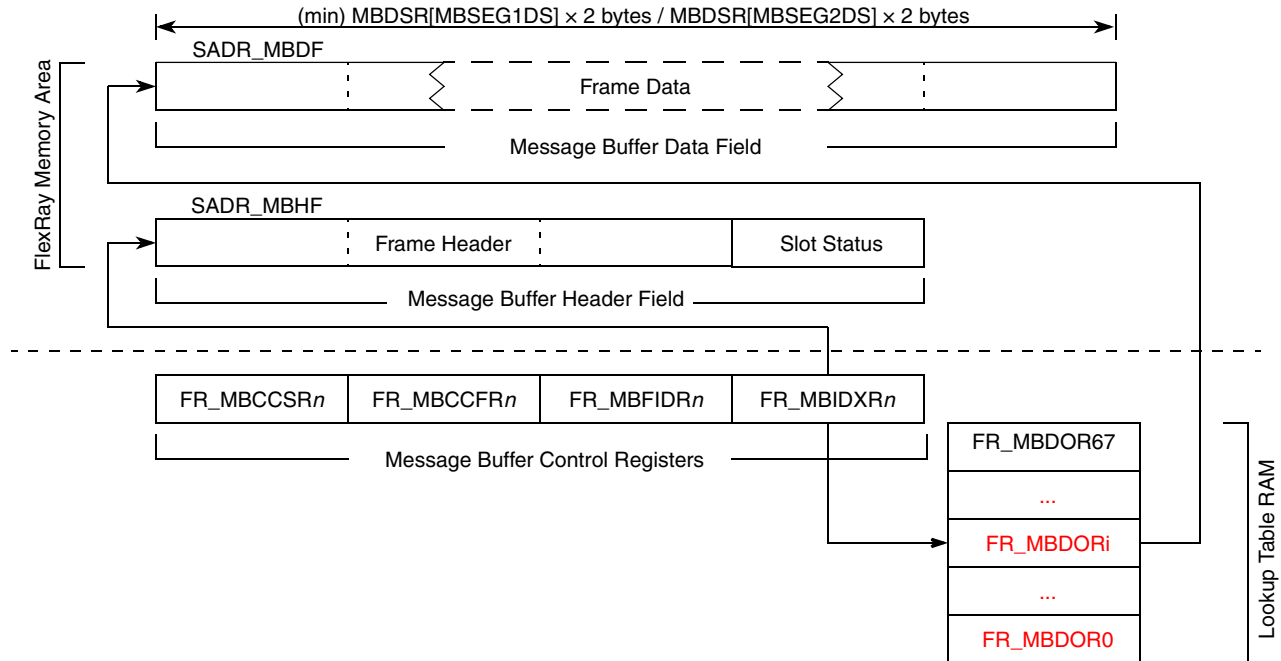 (min) MBDSR[MBSEG1DS] × 2 bytes / MBDSR[MBSEG2DS] × 2 bytes
SADR_MBDF
Frame Data
Message Buffer Data Field
FlexRay Memory Area
SADR_MBHF
Frame Header
Slot Status
Message Buffer Header Field
FR_MBCCSRn
FR_MBCCFRn
FR_MBFIDRn
FR_MBIDXRn
Message Buffer Control Registers
FR_MBDOR67
...
FR_MBDORi
...
FR_MBDOR0
Lookup Table RAM